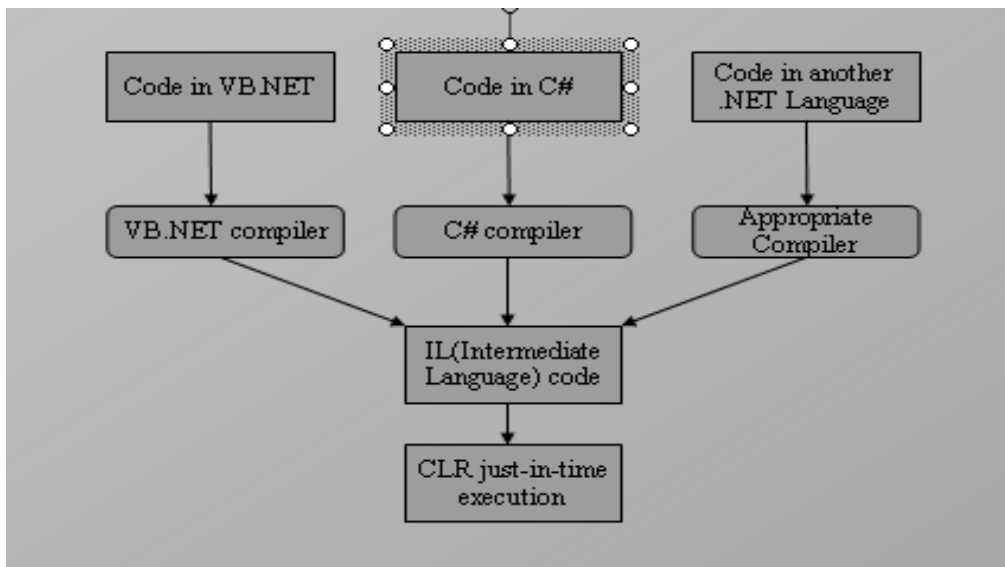 Code in VB.NET
Code in C#
Code in another
.NET Language
VB.NET compiler
C# compiler
Appropriate
Compiler
IL(Intermediate
Language) code
CLR just-in-time
execution